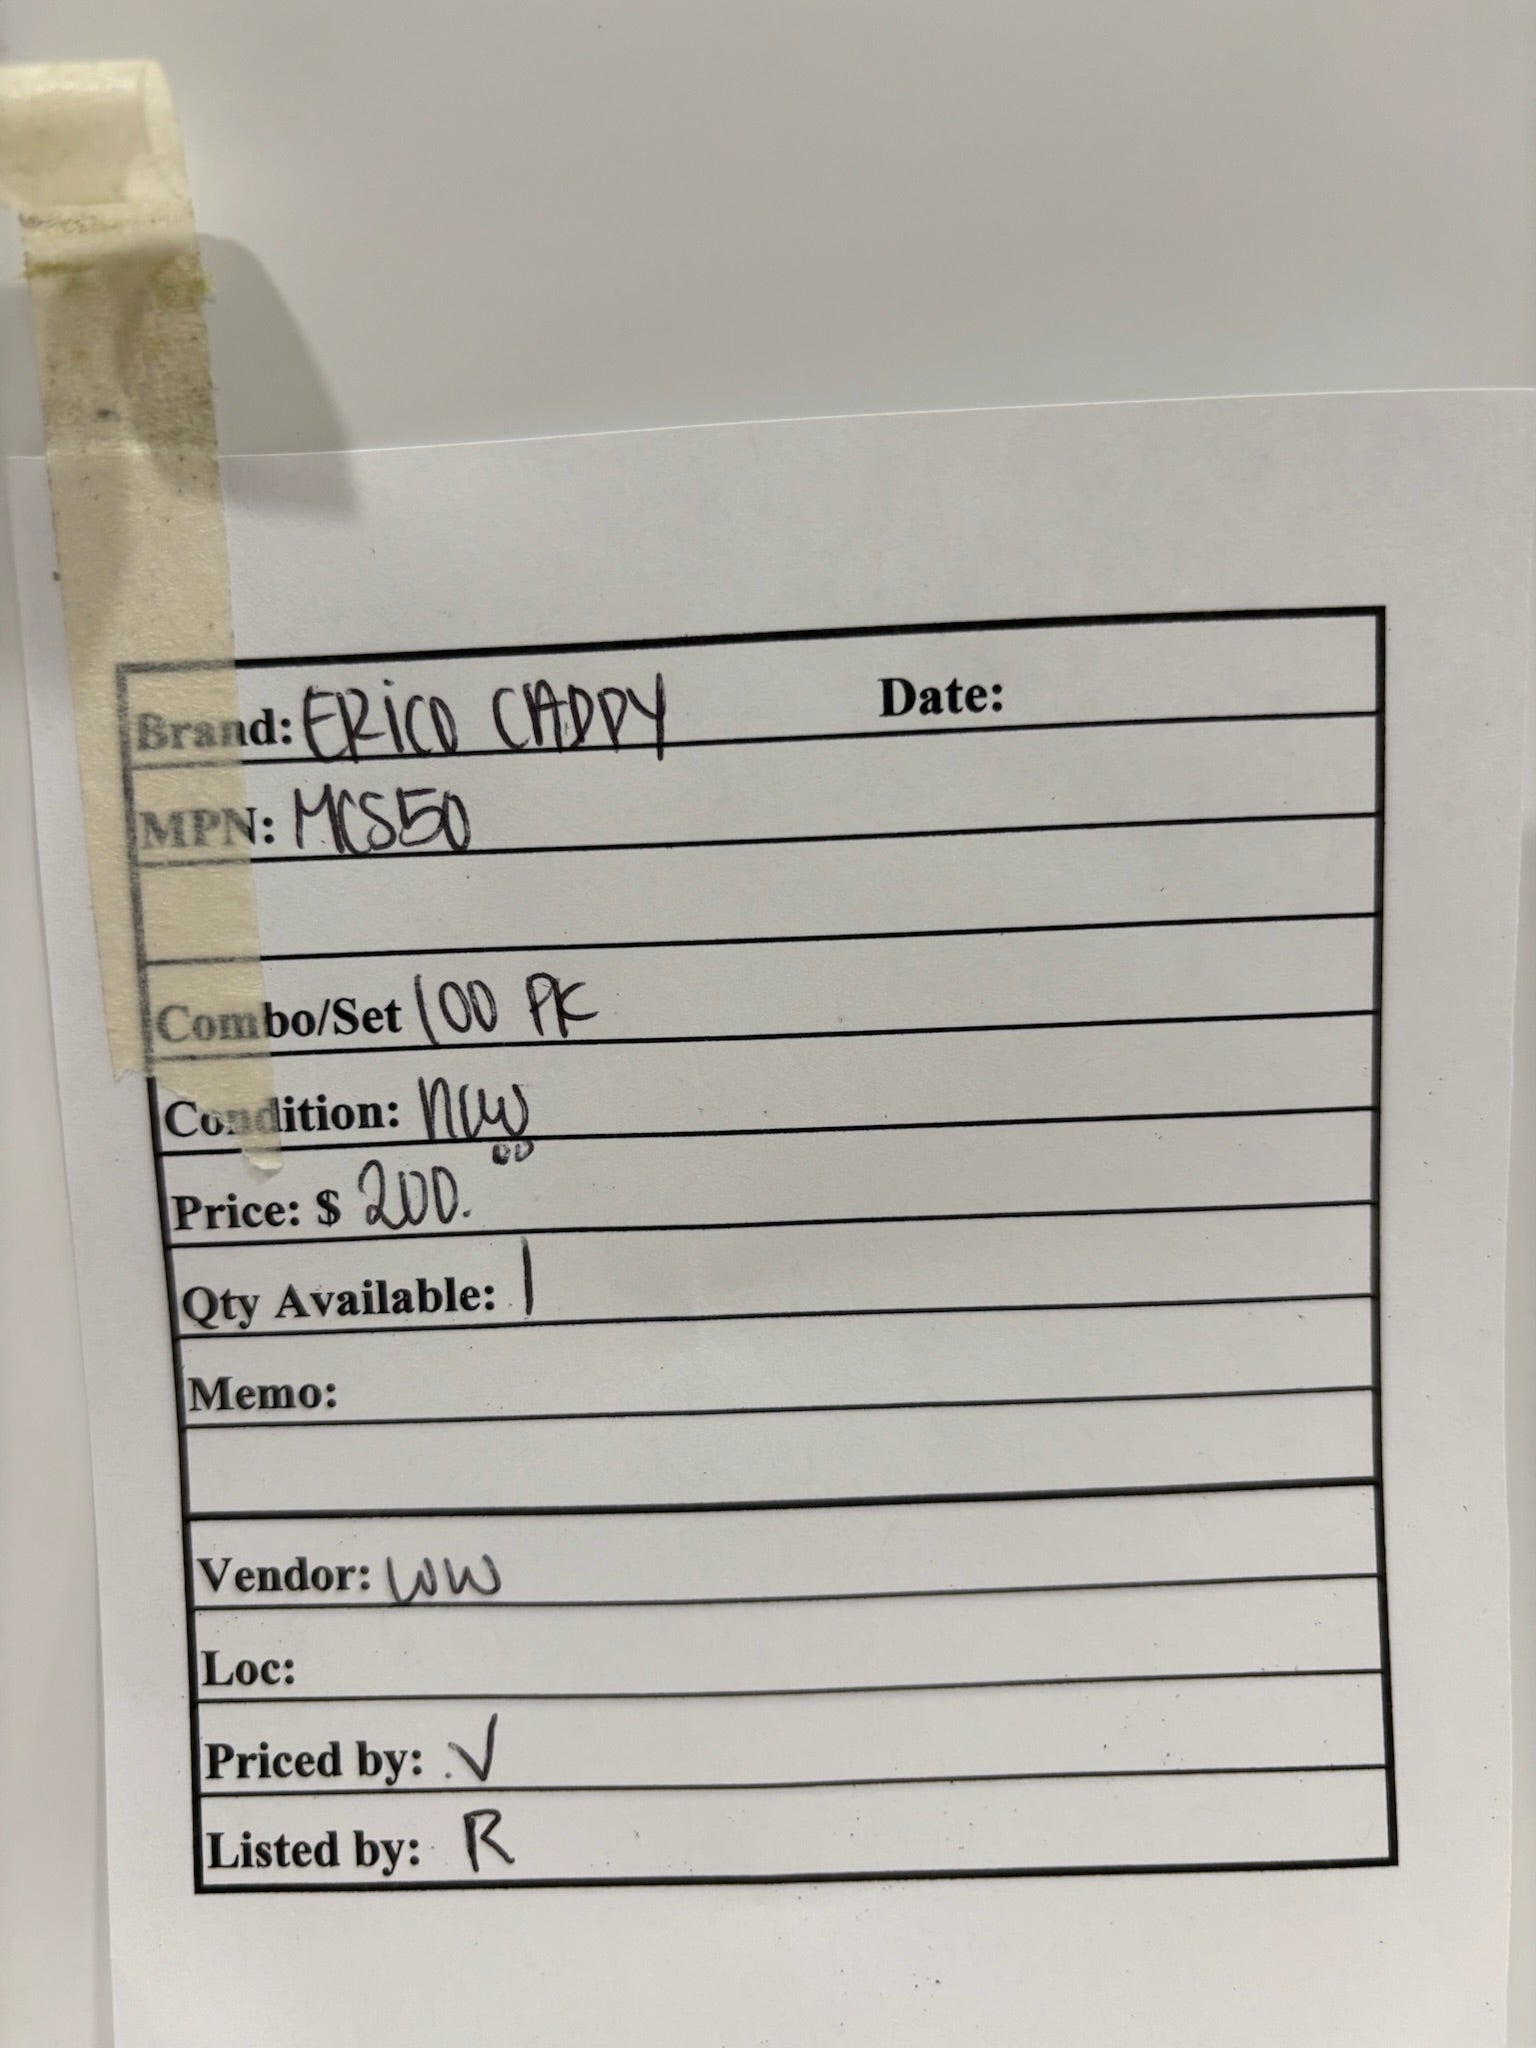 Brand: ERICO CADDY Date:
MPN: MCS50
Combo/Set 100 PK
Condition: new
Price: $ 200.00
Qty Available: 1
Memo:
Vendor: WW
Loc:
Priced by: V
Listed by: R